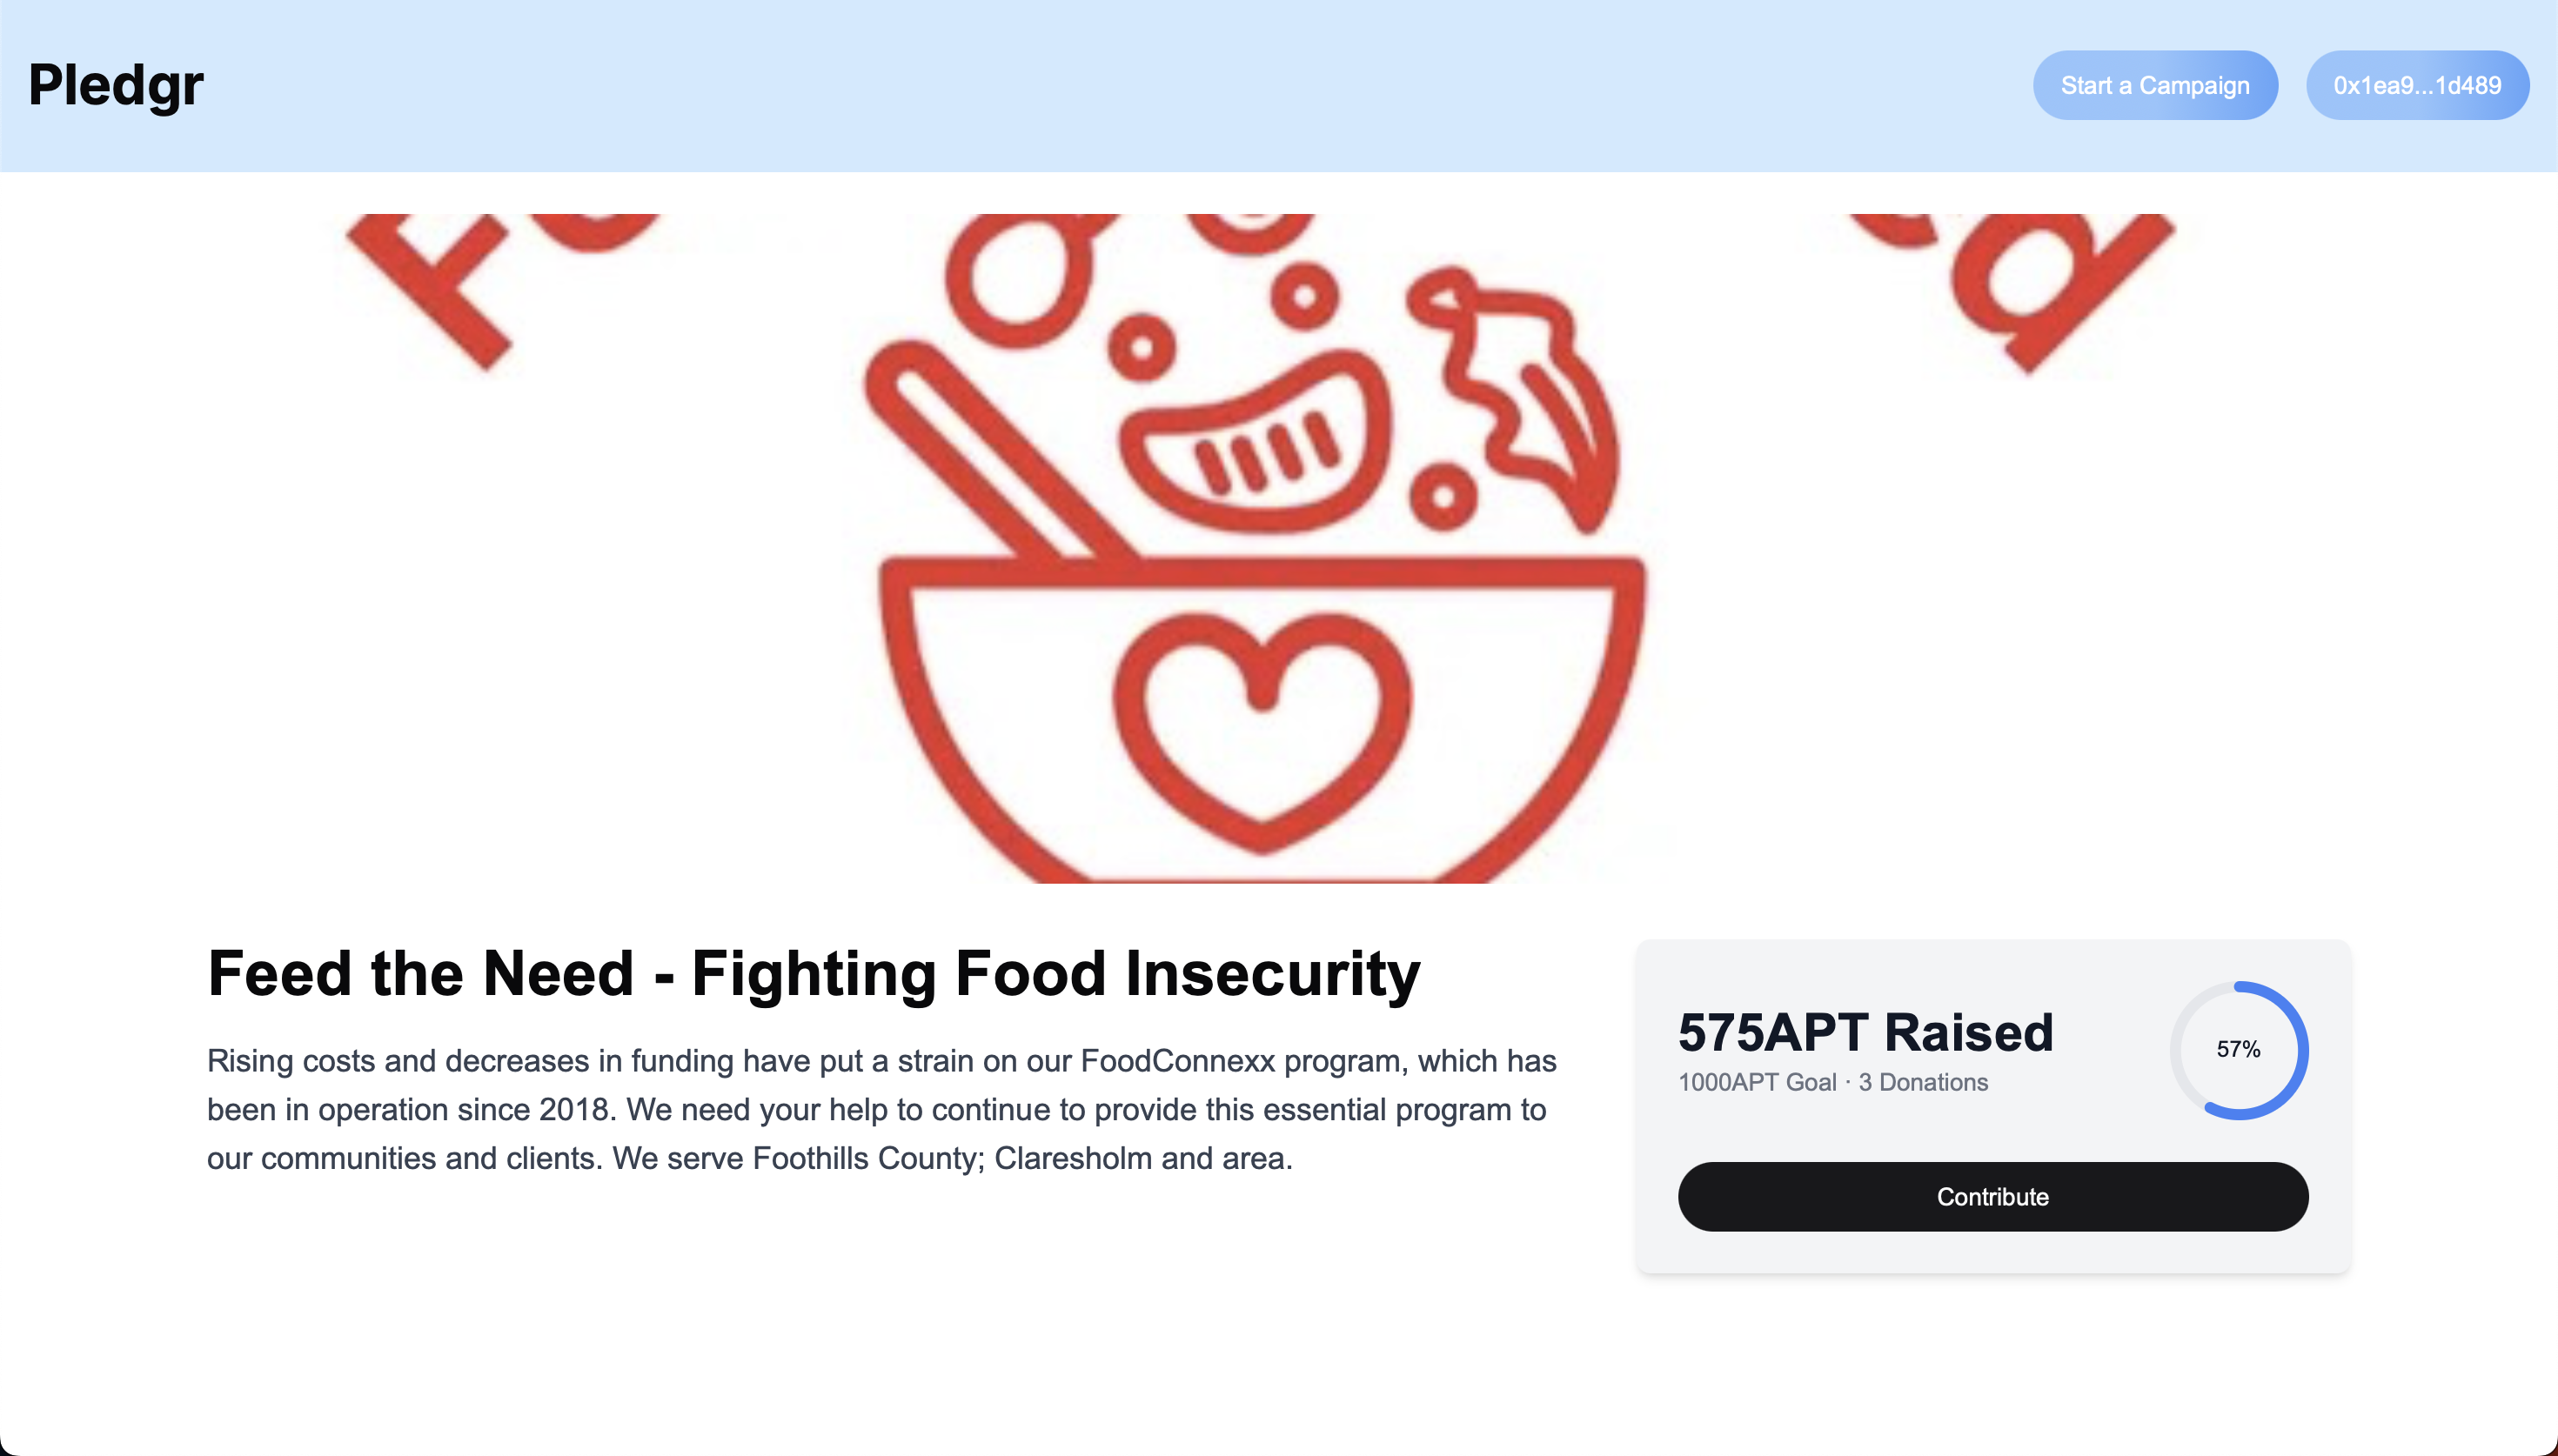 Pledgr
Start a Campaign
0x1ea9...1d489
Feed the Need - Fighting Food Insecurity
Rising costs and decreases in funding have put a strain on our FoodConnexx program, which has
been in operation since 2018. We need your help to continue to provide this essential program to
our communities and clients. We serve Foothills County; Claresholm and area.
575APT Raised
1000APT Goal · 3 Donations
57%
Contribute